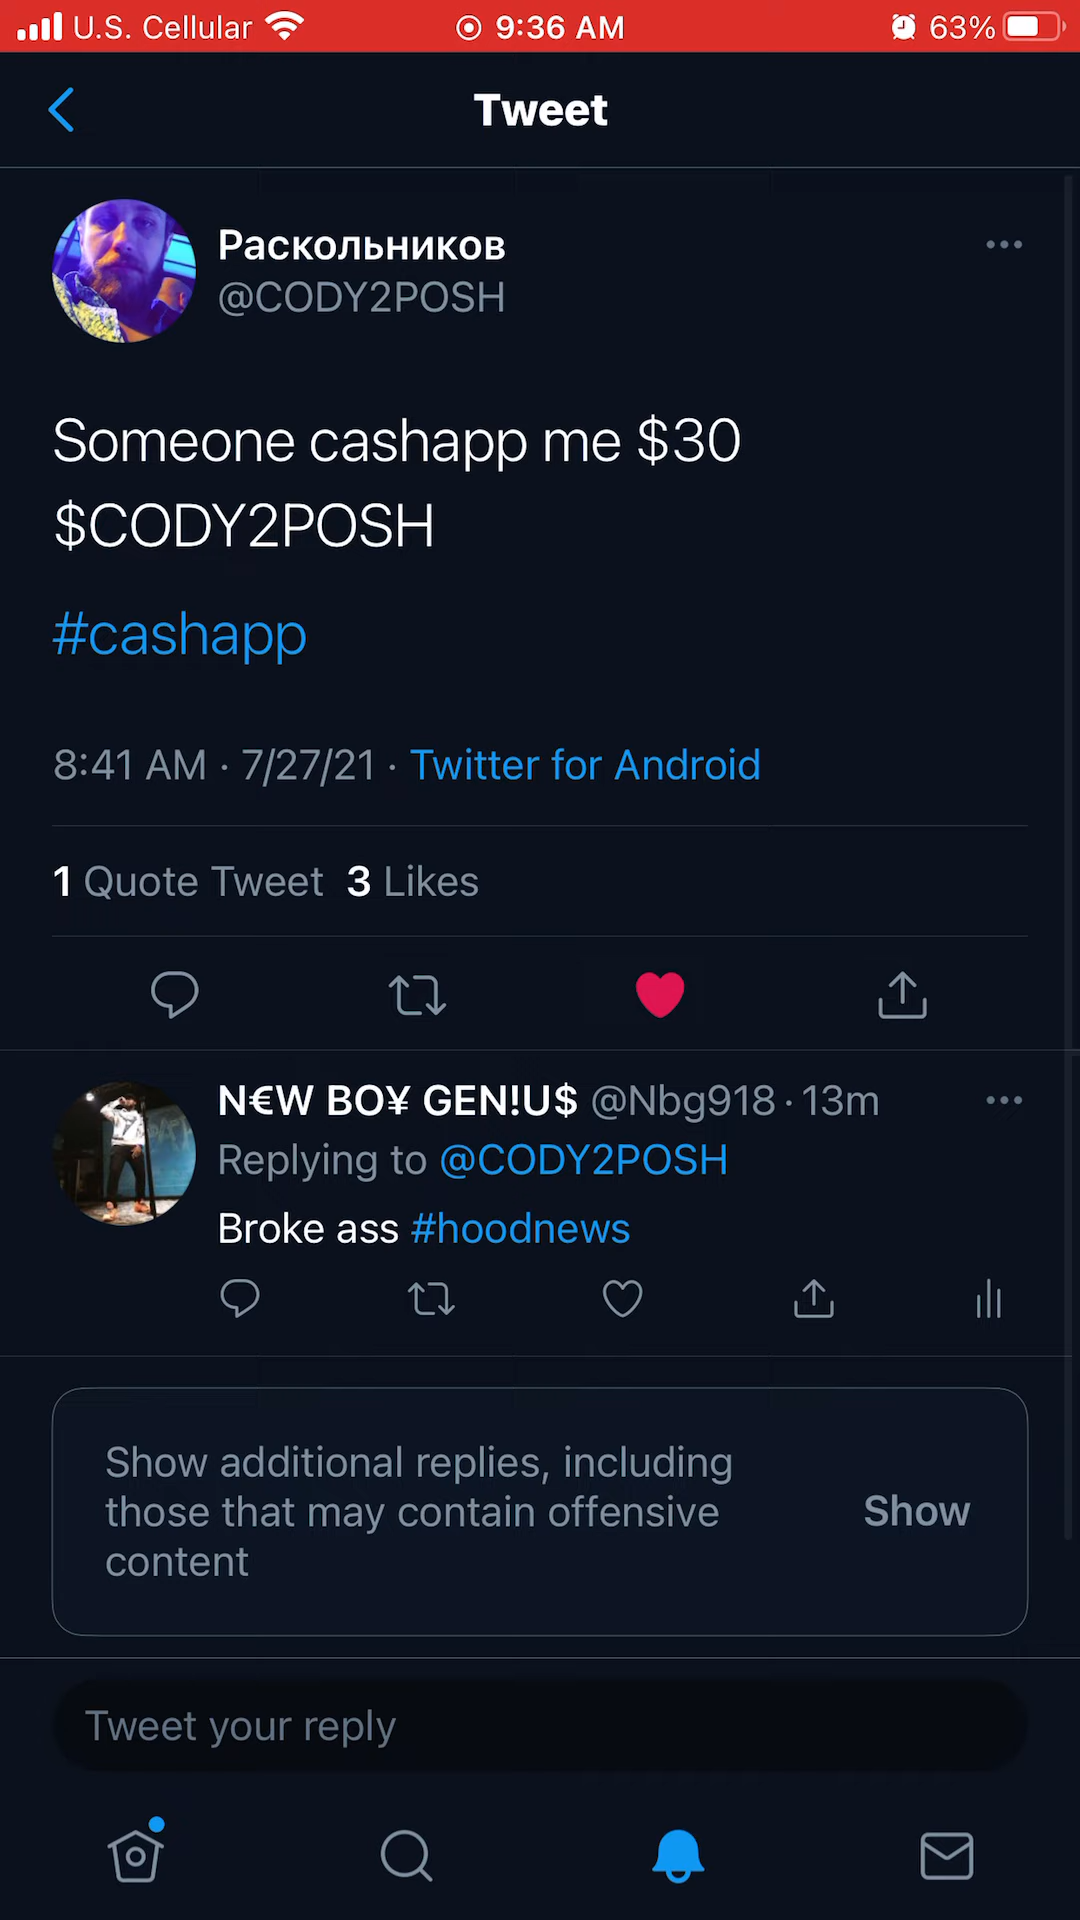 U.S. Cellular 9:36 AM 63%
Tweet
Раскольников
@CODY2POSH
Someone cashapp me $30
$CODY2POSH
#cashapp
8:41 AM · 7/27/21 · Twitter for Android
1 Quote Tweet 3 Likes
N€W BO¥ GEN!U$ @Nbg918 · 13m
Replying to @CODY2POSH
Broke ass #hoodnews
Show additional replies, including
those that may contain offensive
content
Show
Tweet your reply